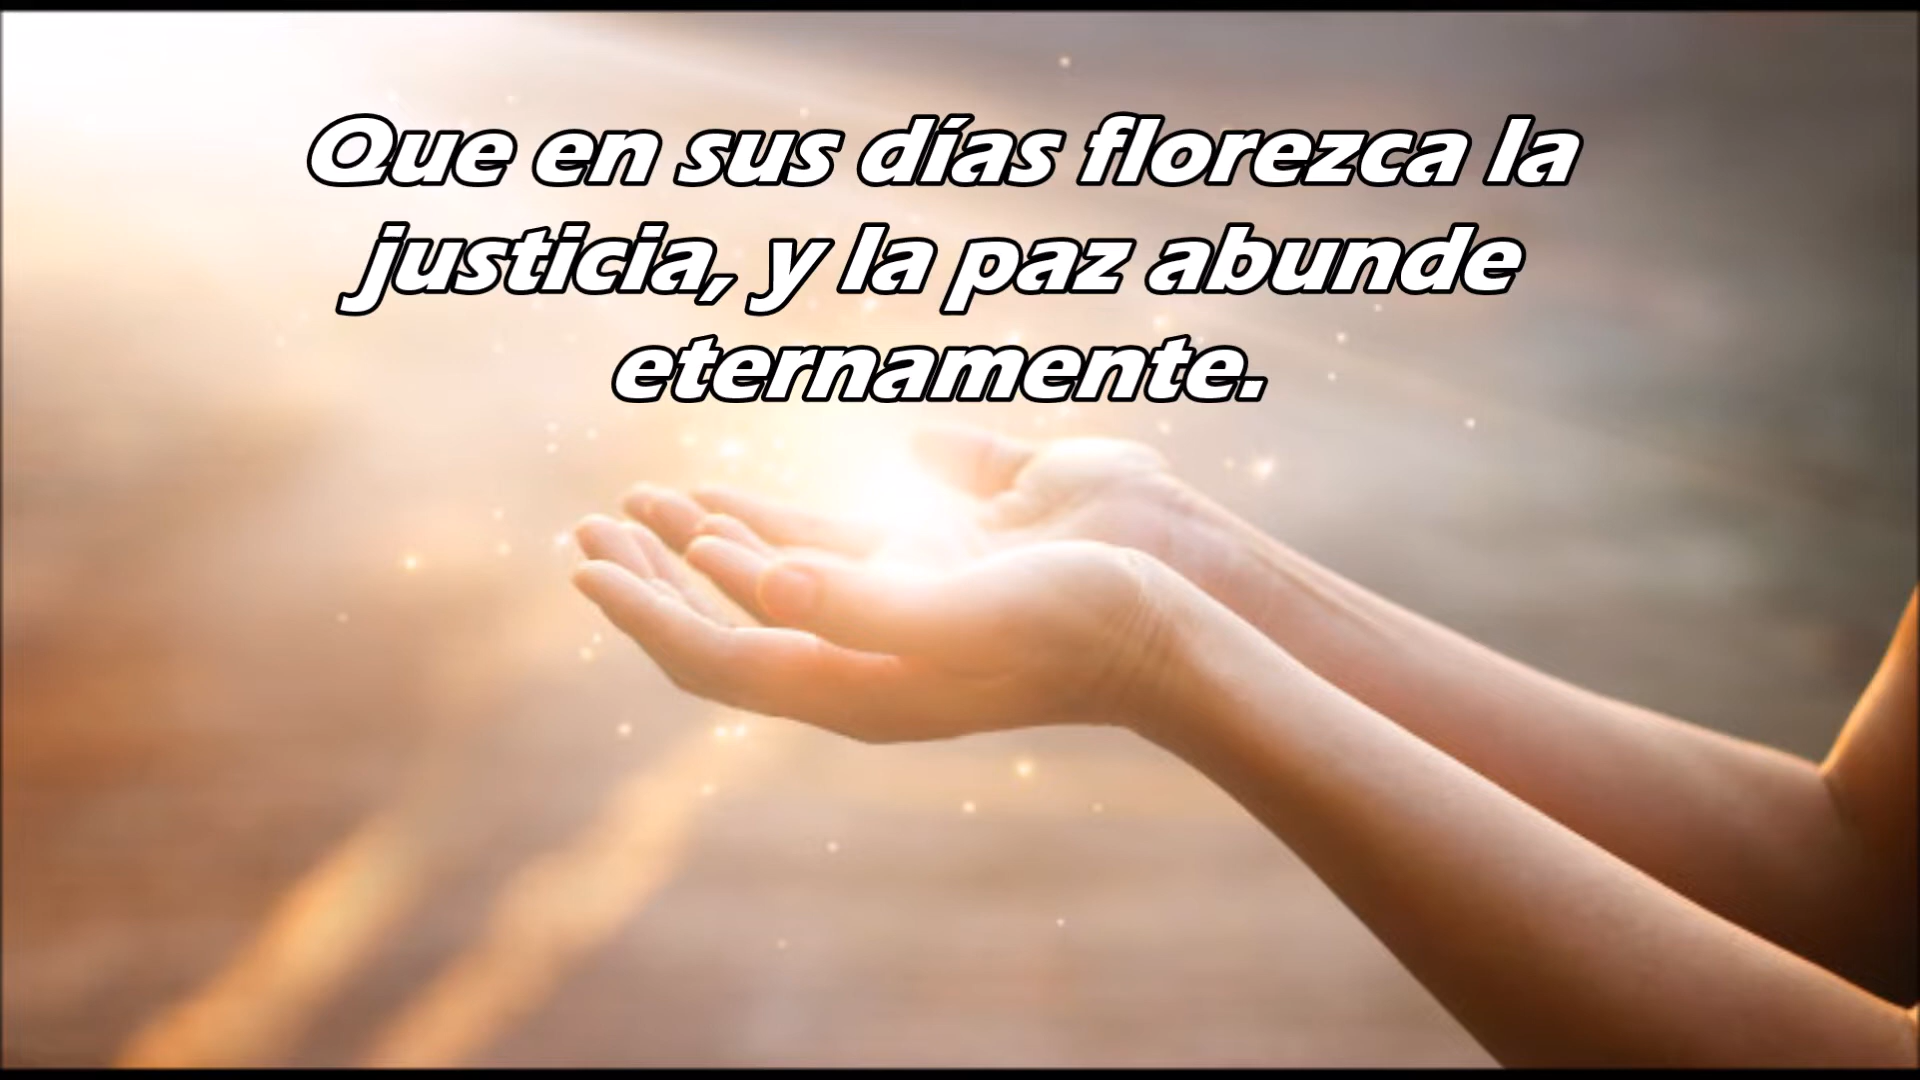 Que en sus días florezca la
justicia, y la paz abunde
eternamente.